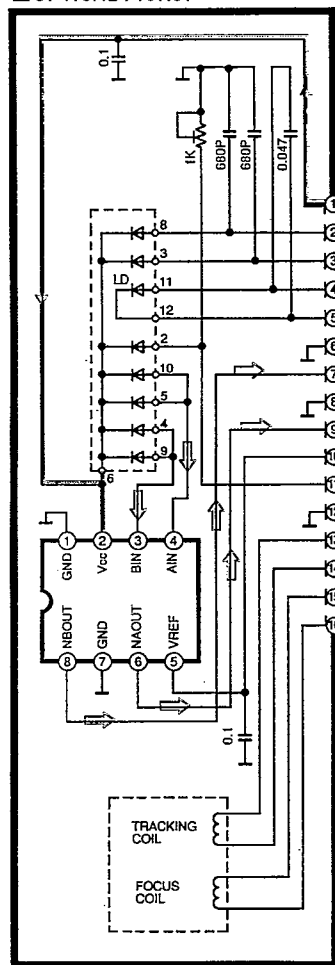 0.1
1K
680P
680P
0.047
8
3
LD
11
12
2
10
5
4
9
6
1
2
3
4
GND
Vcc
BIN
AIN
NBOUT
GND
NAOUT
VREF
8
7
6
5
0.1
TRACKING
COIL
FOCUS
COIL
1
2
3
4
5
6
7
8
9
10
11
12
13
14
15
16